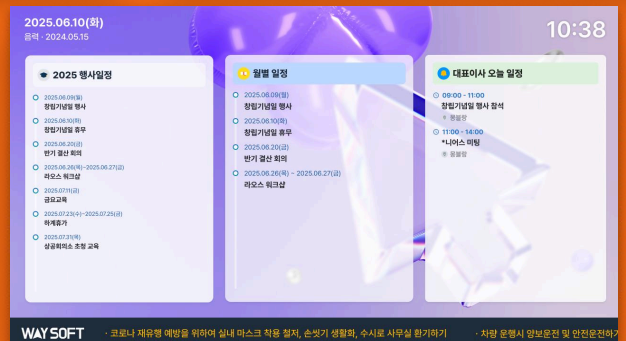 2025.06.10(화)
음력 · 2024.05.15
10:38
2025 행사일정
2025.06.09(월)
창립기념일 행사
2025.06.10(화)
창립기념일 휴무
2025.06.20(금)
반기 결산 회의
2025.06.26(목)~2025.06.27(금)
라오스 워크샵
2025.07.11(금)
금요교육
2025.07.23(수)~2025.07.25(금)
하계휴가
2025.07.31(목)
상공회의소 초청 교육
월별 일정
2025.06.09(월)
창립기념일 행사
2025.06.10(화)
창립기념일 휴무
2025.06.20(금)
반기 결산 회의
2025.06.26(목) ~ 2025.06.27(금)
라오스 워크샵
대표이사 오늘 일정
09:00 - 11:00
창립기념일 행사 참석
몽블랑
11:00 - 14:00
*니어스 미팅
몽블랑
WAY SOFT
· 코로나 재유행 예방을 위하여 실내 마스크 착용 철저, 손씻기 생활화, 수시로 사무실 환기하기
· 차량 운행시 양보운전 및 안전운전하기